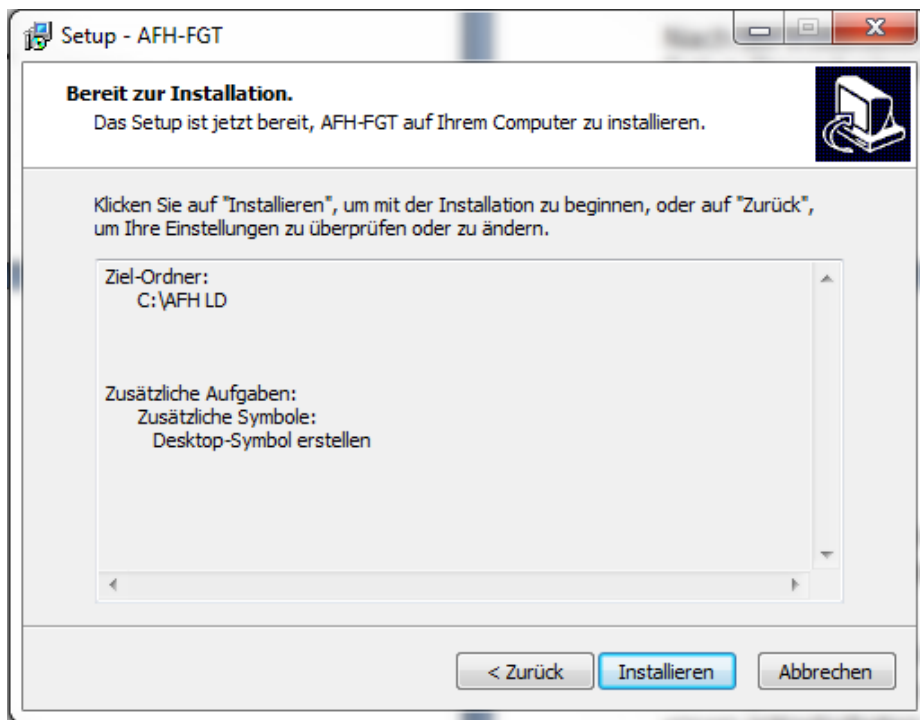 Setup - AFH-FGT
Bereit zur Installation.
Das Setup ist jetzt bereit, AFH-FGT auf Ihrem Computer zu installieren.
Klicken Sie auf "Installieren", um mit der Installation zu beginnen, oder auf "Zurück",
um Ihre Einstellungen zu überprüfen oder zu ändern.
Ziel-Ordner:
C:\AFH LD
Zusätzliche Aufgaben:
Zusätzliche Symbole:
Desktop-Symbol erstellen
< Zurück
Installieren
Abbrechen